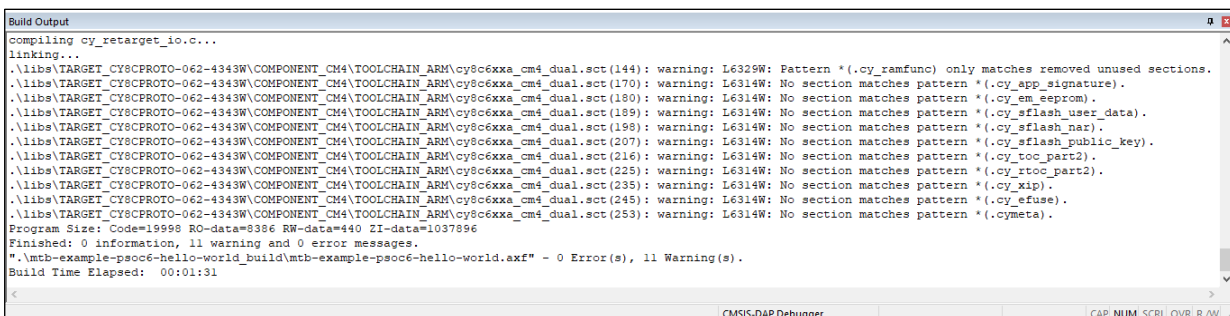 Build Output
compiling cy_retarget_io.c...
linking...
.\libs\TARGET_CY8CPROTO-062-4343W\COMPONENT_CM4\TOOLCHAIN_ARM\cy8c6xxa_cm4_dual.sct(144): warning: L6329W: Pattern *(.cy_ramfunc) only matches removed unused sections.
.\libs\TARGET_CY8CPROTO-062-4343W\COMPONENT_CM4\TOOLCHAIN_ARM\cy8c6xxa_cm4_dual.sct(170): warning: L6314W: No section matches pattern *(.cy_app_signature).
.\libs\TARGET_CY8CPROTO-062-4343W\COMPONENT_CM4\TOOLCHAIN_ARM\cy8c6xxa_cm4_dual.sct(180): warning: L6314W: No section matches pattern *(.cy_em_eeprom).
.\libs\TARGET_CY8CPROTO-062-4343W\COMPONENT_CM4\TOOLCHAIN_ARM\cy8c6xxa_cm4_dual.sct(189): warning: L6314W: No section matches pattern *(.cy_sflash_user_data).
.\libs\TARGET_CY8CPROTO-062-4343W\COMPONENT_CM4\TOOLCHAIN_ARM\cy8c6xxa_cm4_dual.sct(198): warning: L6314W: No section matches pattern *(.cy_sflash_nar).
.\libs\TARGET_CY8CPROTO-062-4343W\COMPONENT_CM4\TOOLCHAIN_ARM\cy8c6xxa_cm4_dual.sct(207): warning: L6314W: No section matches pattern *(.cy_sflash_public_key).
.\libs\TARGET_CY8CPROTO-062-4343W\COMPONENT_CM4\TOOLCHAIN_ARM\cy8c6xxa_cm4_dual.sct(216): warning: L6314W: No section matches pattern *(.cy_toc_part2).
.\libs\TARGET_CY8CPROTO-062-4343W\COMPONENT_CM4\TOOLCHAIN_ARM\cy8c6xxa_cm4_dual.sct(225): warning: L6314W: No section matches pattern *(.cy_rtoc_part2).
.\libs\TARGET_CY8CPROTO-062-4343W\COMPONENT_CM4\TOOLCHAIN_ARM\cy8c6xxa_cm4_dual.sct(235): warning: L6314W: No section matches pattern *(.cy_xip).
.\libs\TARGET_CY8CPROTO-062-4343W\COMPONENT_CM4\TOOLCHAIN_ARM\cy8c6xxa_cm4_dual.sct(245): warning: L6314W: No section matches pattern *(.cy_efuse).
.\libs\TARGET_CY8CPROTO-062-4343W\COMPONENT_CM4\TOOLCHAIN_ARM\cy8c6xxa_cm4_dual.sct(253): warning: L6314W: No section matches pattern *(.cymeta).
Program Size: Code=19998 RO-data=8386 RW-data=440 ZI-data=1037896
Finished: 0 information, 11 warning and 0 error messages.
".\mtb-example-psoc6-hello-world_build\mtb-example-psoc6-hello-world.axf" - 0 Error(s), 11 Warning(s).
Build Time Elapsed:  00:01:31
CMSIS-DAP Debugger CAP NUM SCRL OVR R/W